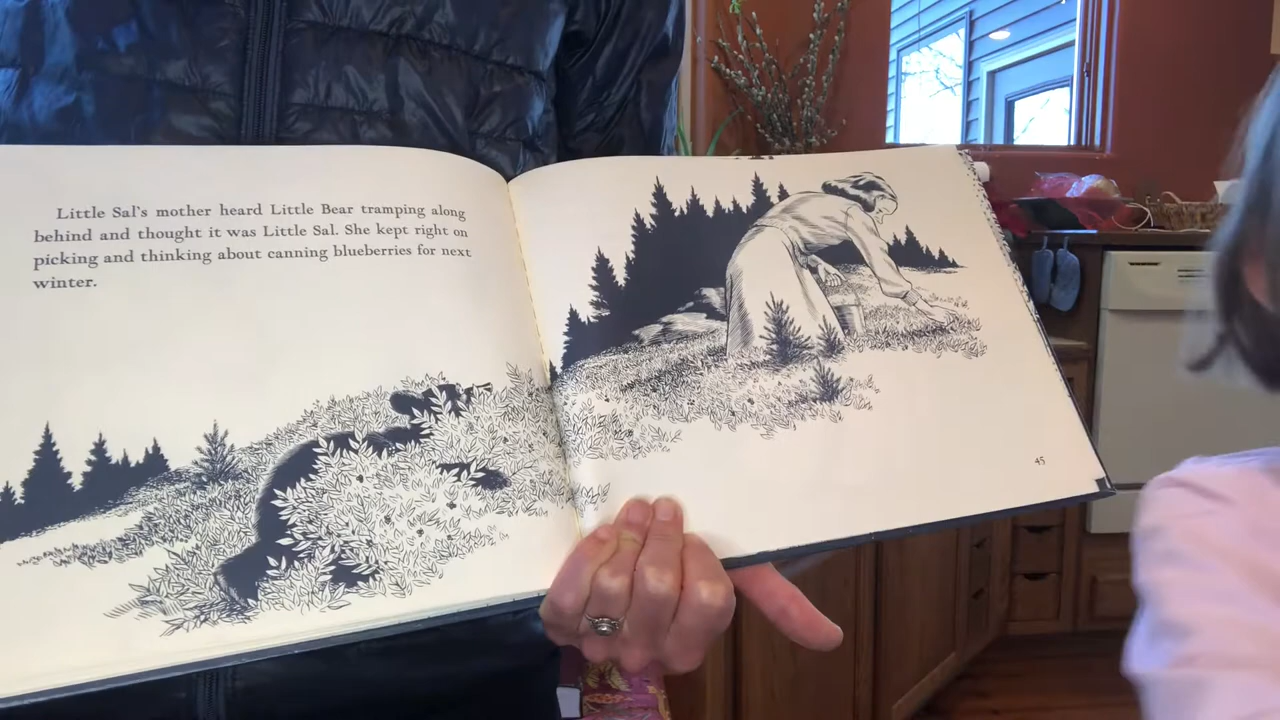 Little Sal's mother heard Little Bear tramping along
behind and thought it was Little Sal. She kept right on
picking and thinking about canning blueberries for next
winter.
45